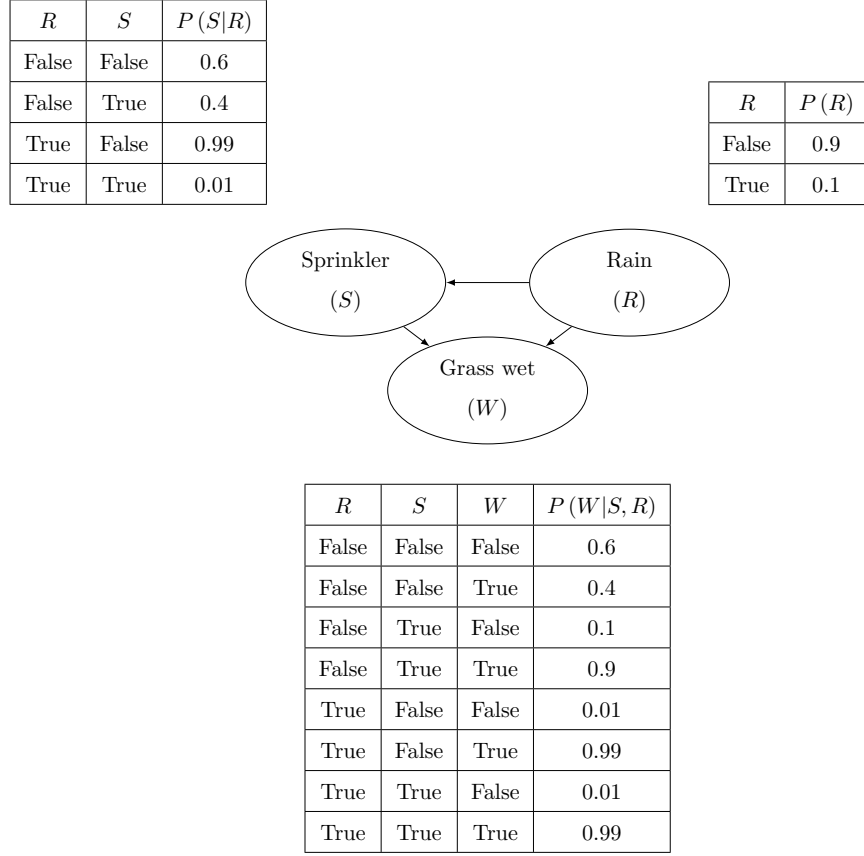 R S P (S|R)
False False 0.6
False True 0.4
True False 0.99
True True 0.01
R P (R)
False 0.9
True 0.1
Sprinkler
(S)
Rain
(R)
Grass wet
(W)
R S W P (W|S, R)
False False False 0.6
False False True 0.4
False True False 0.1
False True True 0.9
True False False 0.01
True False True 0.99
True True False 0.01
True True True 0.99